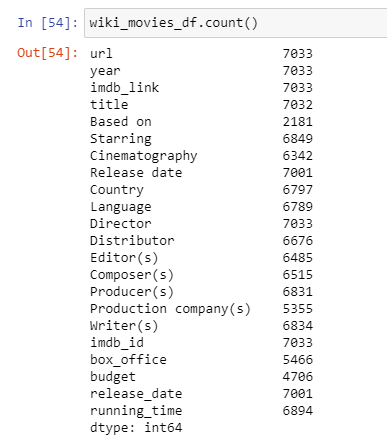 In [54]: wiki_movies_df.count()
Out[54]: url 7033
year 7033
imdb_link 7033
title 7032
Based on 2181
Starring 6849
Cinematography 6342
Release date 7001
Country 6797
Language 6789
Director 7033
Distributor 6676
Editor(s) 6485
Composer(s) 6515
Producer(s) 6831
Production company(s) 5355
Writer(s) 6834
imdb_id 7033
box_office 5466
budget 4706
release_date 7001
running_time 6894
dtype: int64